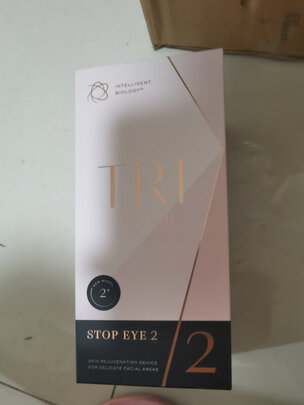 INTELLIGENT
BIOLOGY™
TRI
2
STOP EYE 2
SKIN REJUVENATION DEVICE
FOR DELICATE FACIAL AREAS
2